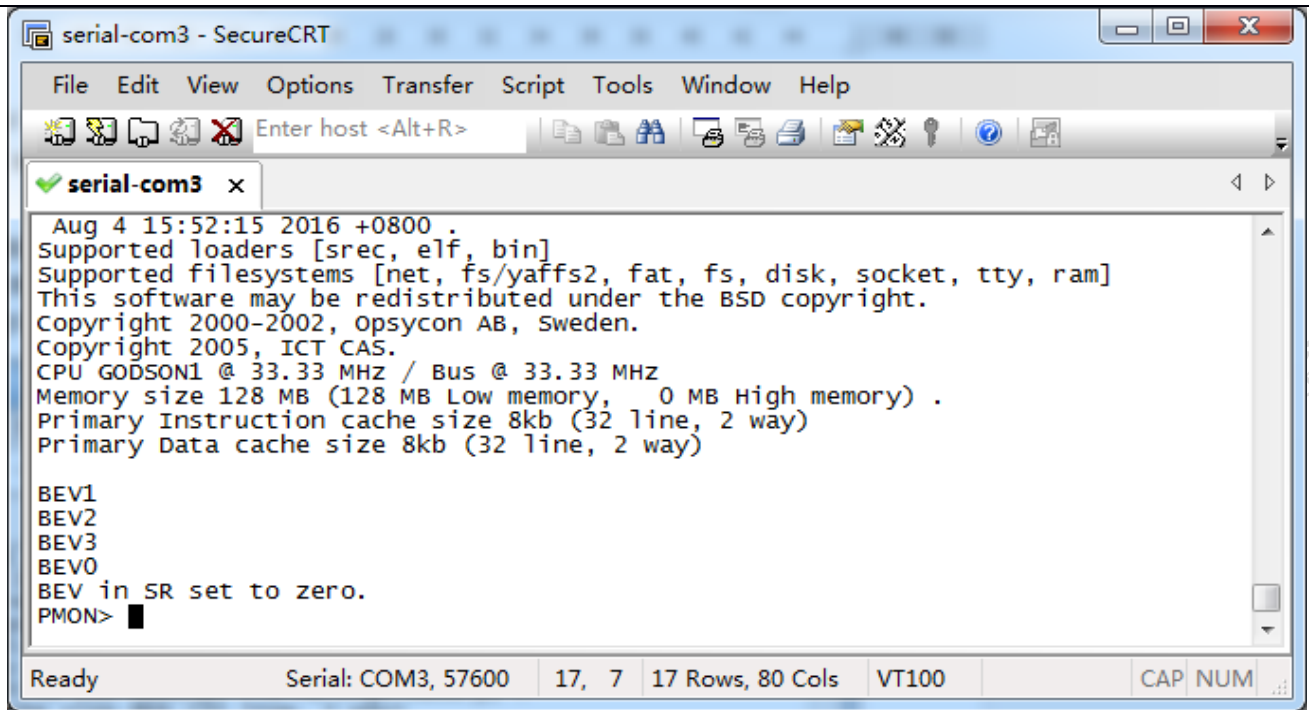 serial-com3 - SecureCRT
File Edit View Options Transfer Script Tools Window Help
Enter host <Alt+R>
serial-com3 x
Aug 4 15:52:15 2016 +0800 .
Supported loaders [srec, elf, bin]
Supported filesystems [net, fs/yaffs2, fat, fs, disk, socket, tty, ram]
This software may be redistributed under the BSD copyright.
Copyright 2000-2002, Opsycon AB, Sweden.
Copyright 2005, ICT CAS.
CPU GODSON1 @ 33.33 MHz / Bus @ 33.33 MHz
Memory size 128 MB (128 MB Low memory,   0 MB High memory) .
Primary Instruction cache size 8kb (32 line, 2 way)
Primary Data cache size 8kb (32 line, 2 way)
BEV1
BEV2
BEV3
BEV0
BEV in SR set to zero.
PMON>
Ready Serial: COM3, 57600 17, 7 17 Rows, 80 Cols VT100 CAP NUM